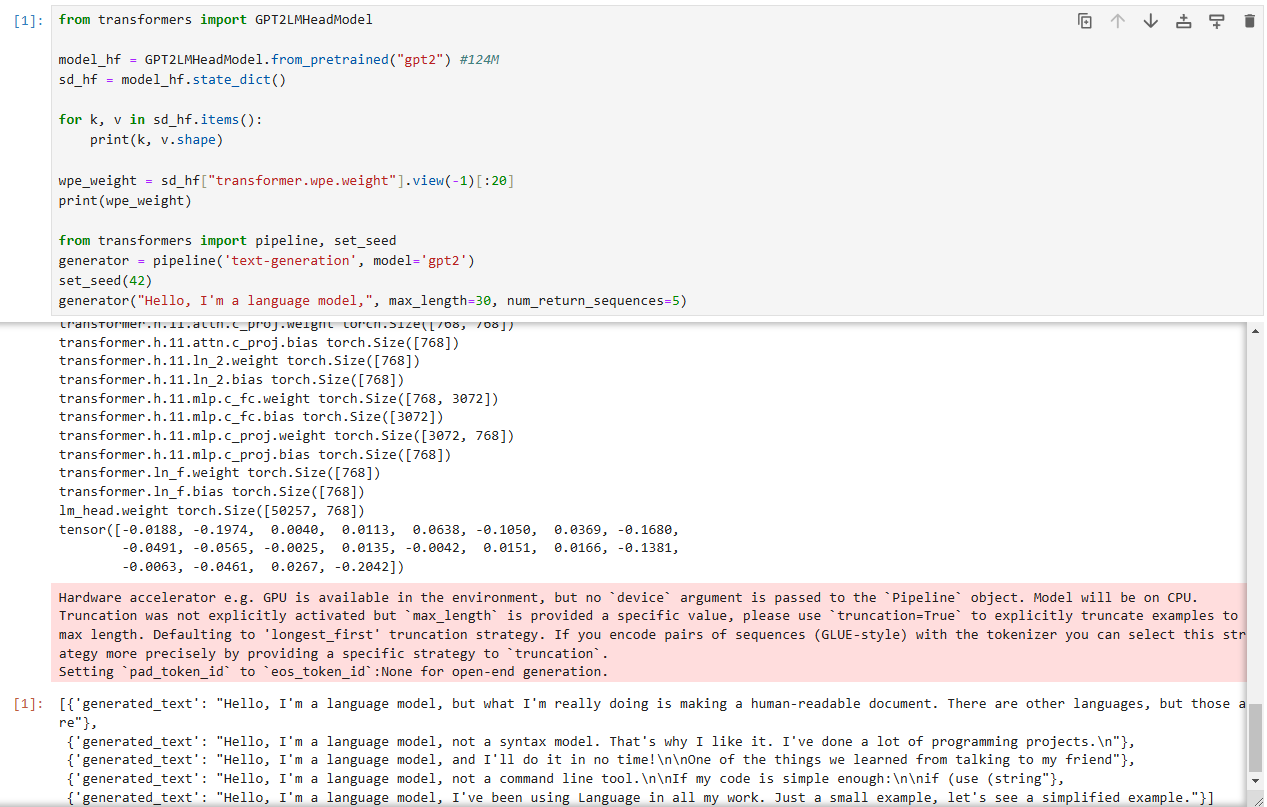 [1]: from transformers import GPT2LMHeadModel
model_hf = GPT2LMHeadModel.from_pretrained("gpt2") #124M
sd_hf = model_hf.state_dict()
for k, v in sd_hf.items():
    print(k, v.shape)
wpe_weight = sd_hf["transformer.wpe.weight"].view(-1)[:20]
print(wpe_weight)
from transformers import pipeline, set_seed
generator = pipeline('text-generation', model='gpt2')
set_seed(42)
generator("Hello, I'm a language model,", max_length=30, num_return_sequences=5)
transformer.h.11.attn.c_proj.weight torch.Size([768, 768])
transformer.h.11.attn.c_proj.bias torch.Size([768])
transformer.h.11.ln_2.weight torch.Size([768])
transformer.h.11.ln_2.bias torch.Size([768])
transformer.h.11.mlp.c_fc.weight torch.Size([768, 3072])
transformer.h.11.mlp.c_fc.bias torch.Size([3072])
transformer.h.11.mlp.c_proj.weight torch.Size([3072, 768])
transformer.h.11.mlp.c_proj.bias torch.Size([768])
transformer.ln_f.weight torch.Size([768])
transformer.ln_f.bias torch.Size([768])
lm_head.weight torch.Size([50257, 768])
tensor([-0.0188, -0.1974,  0.0040,  0.0113,  0.0638, -0.1050,  0.0369, -0.1680,
        -0.0491, -0.0565, -0.0025,  0.0135, -0.0042,  0.0151,  0.0166, -0.1381,
        -0.0063, -0.0461,  0.0267, -0.2042])
Hardware accelerator e.g. GPU is available in the environment, but no `device` argument is passed to the `Pipeline` object. Model will be on CPU.
Truncation was not explicitly activated but `max_length` is provided a specific value, please use `truncation=True` to explicitly truncate examples to
max length. Defaulting to 'longest_first' truncation strategy. If you encode pairs of sequences (GLUE-style) with the tokenizer you can select this str
ategy more precisely by providing a specific strategy to `truncation`.
Setting `pad_token_id` to `eos_token_id`:None for open-end generation.
[1]: [{'generated_text': "Hello, I'm a language model, but what I'm really doing is making a human-readable document. There are other languages, but those a
re"},
 {'generated_text': "Hello, I'm a language model, not a syntax model. That's why I like it. I've done a lot of programming projects.\n"},
 {'generated_text': "Hello, I'm a language model, and I'll do it in no time!\n\nOne of the things we learned from talking to my friend"},
 {'generated_text': "Hello, I'm a language model, not a command line tool.\n\nIf my code is simple enough:\n\nif (use (string"},
 {'generated_text': "Hello, I'm a language model, I've been using Language in all my work. Just a small example, let's see a simplified example."}]